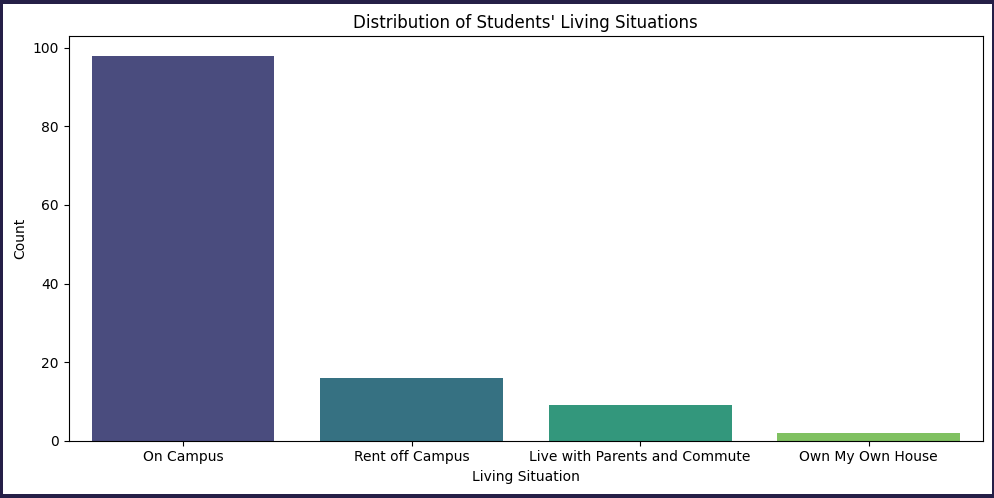 Distribution of Students' Living Situations
Count
100
80
60
40
20
0
On Campus Rent off Campus Live with Parents and Commute Own My Own House
Living Situation